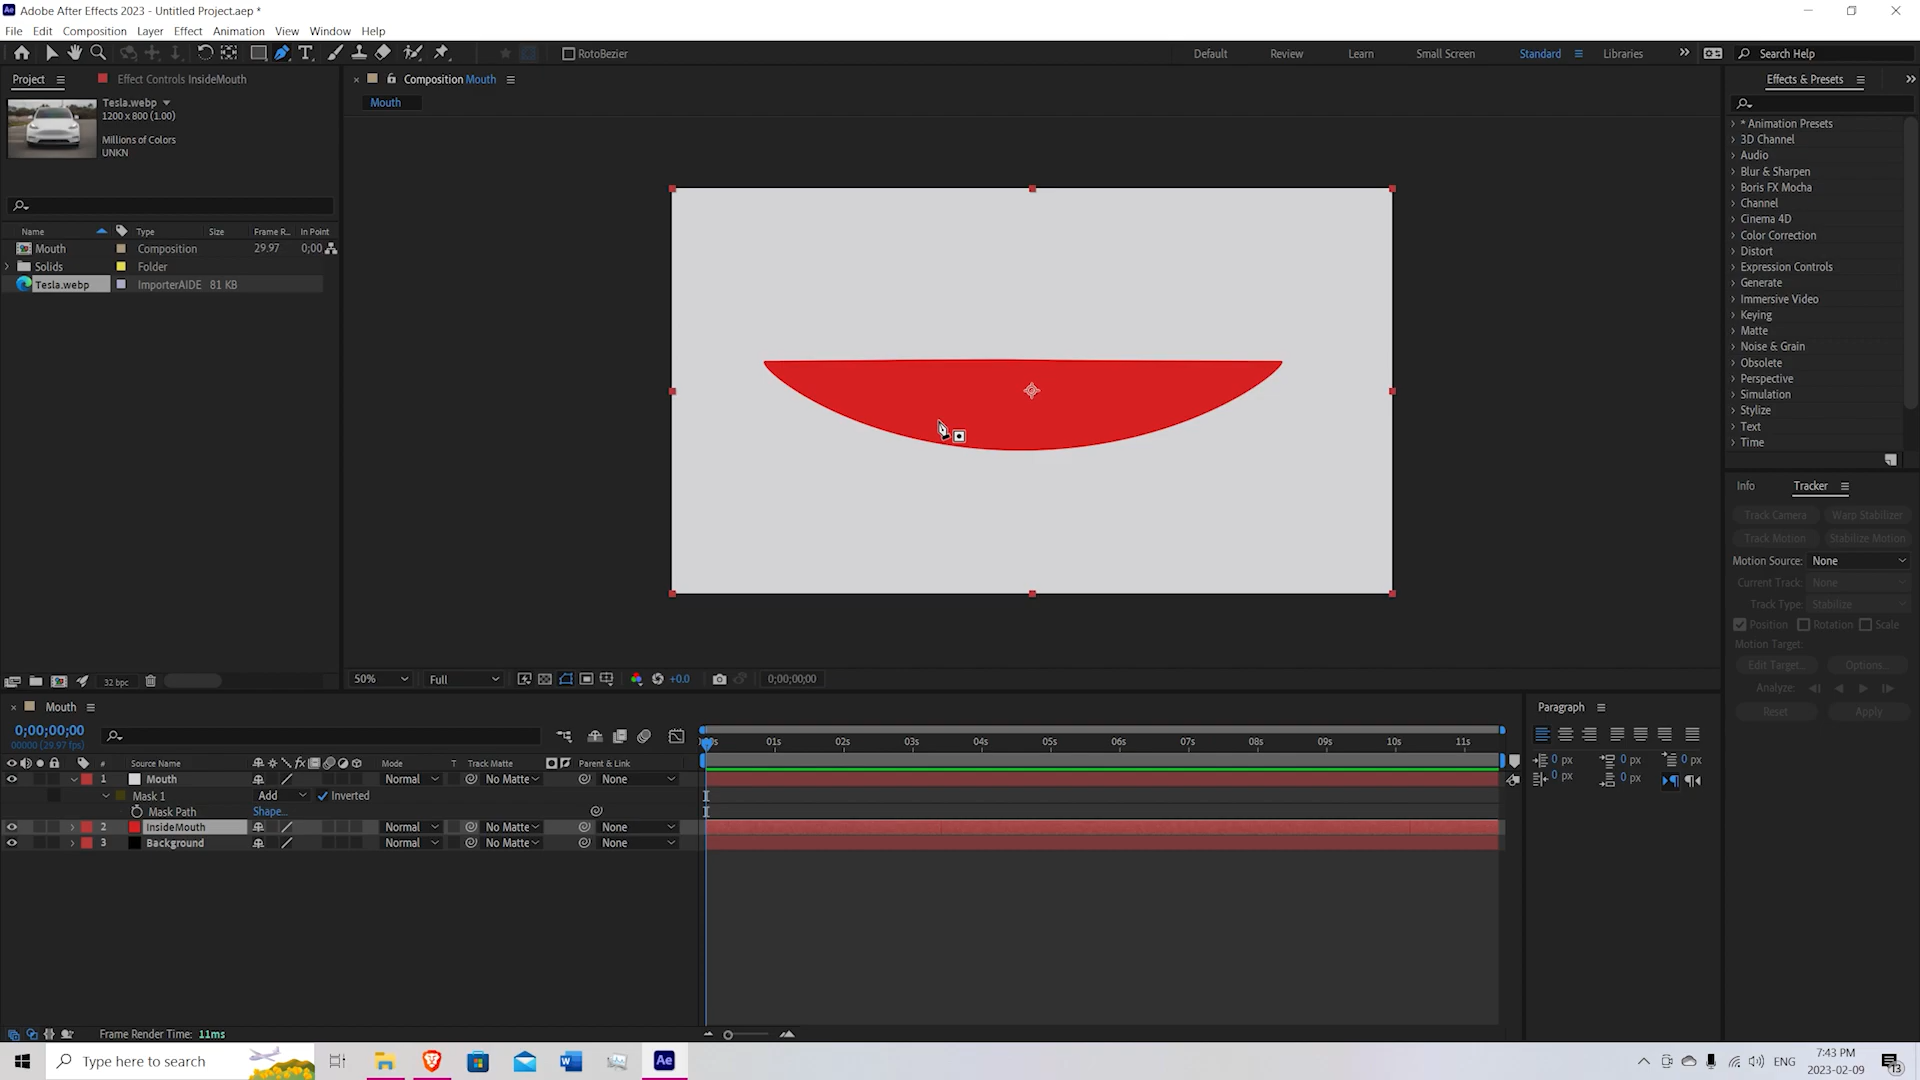 Adobe After Effects 2023 - Untitled Project.aep *
File Edit Composition Layer Effect Animation View Window Help
RotoBezier Default Review Learn Small Screen Standard Libraries Search Help
Project Effect Controls InsideMouth Composition Mouth Effects & Presets
Mouth
Tesla.webp
1200 x 800 (1.00)
Millions of Colors
UNKN
Name Type Size Frame R... In Point
Mouth Composition 29.97 0;00
Solids Folder
Tesla.webp ImporterAIDE 81 KB
* Animation Presets
3D Channel
Audio
Blur & Sharpen
Boris FX Mocha
Channel
Cinema 4D
Color Correction
Distort
Expression Controls
Generate
Immersive Video
Keying
Matte
Noise & Grain
Obsolete
Perspective
Simulation
Stylize
Text
Time
Info Tracker
Track Camera Warp Stabilizer
Track Motion Stabilize Motion
Motion Source: None
Current Track: None
Track Type: Stabilize
Position Rotation Scale
Motion Target:
Edit Target... Options...
Analyze:
Reset Apply
32 bpc 50% Full +0.0 0;00;00;00
Mouth Paragraph
0;00;00;00
00000 (29.97 fps)
01s 02s 03s 04s 05s 06s 07s 08s 09s 10s 11s
# Source Name Mode T Track Matte Parent & Link
1 Mouth Normal No Matte None
Mask 1 Add Inverted
Mask Path Shape...
2 InsideMouth Normal No Matte None
3 Background Normal No Matte None
0 px 0 px 0 px
0 px 0 px
Frame Render Time: 11ms
Type here to search Ae ENG 7:43 PM
2023-02-09 13